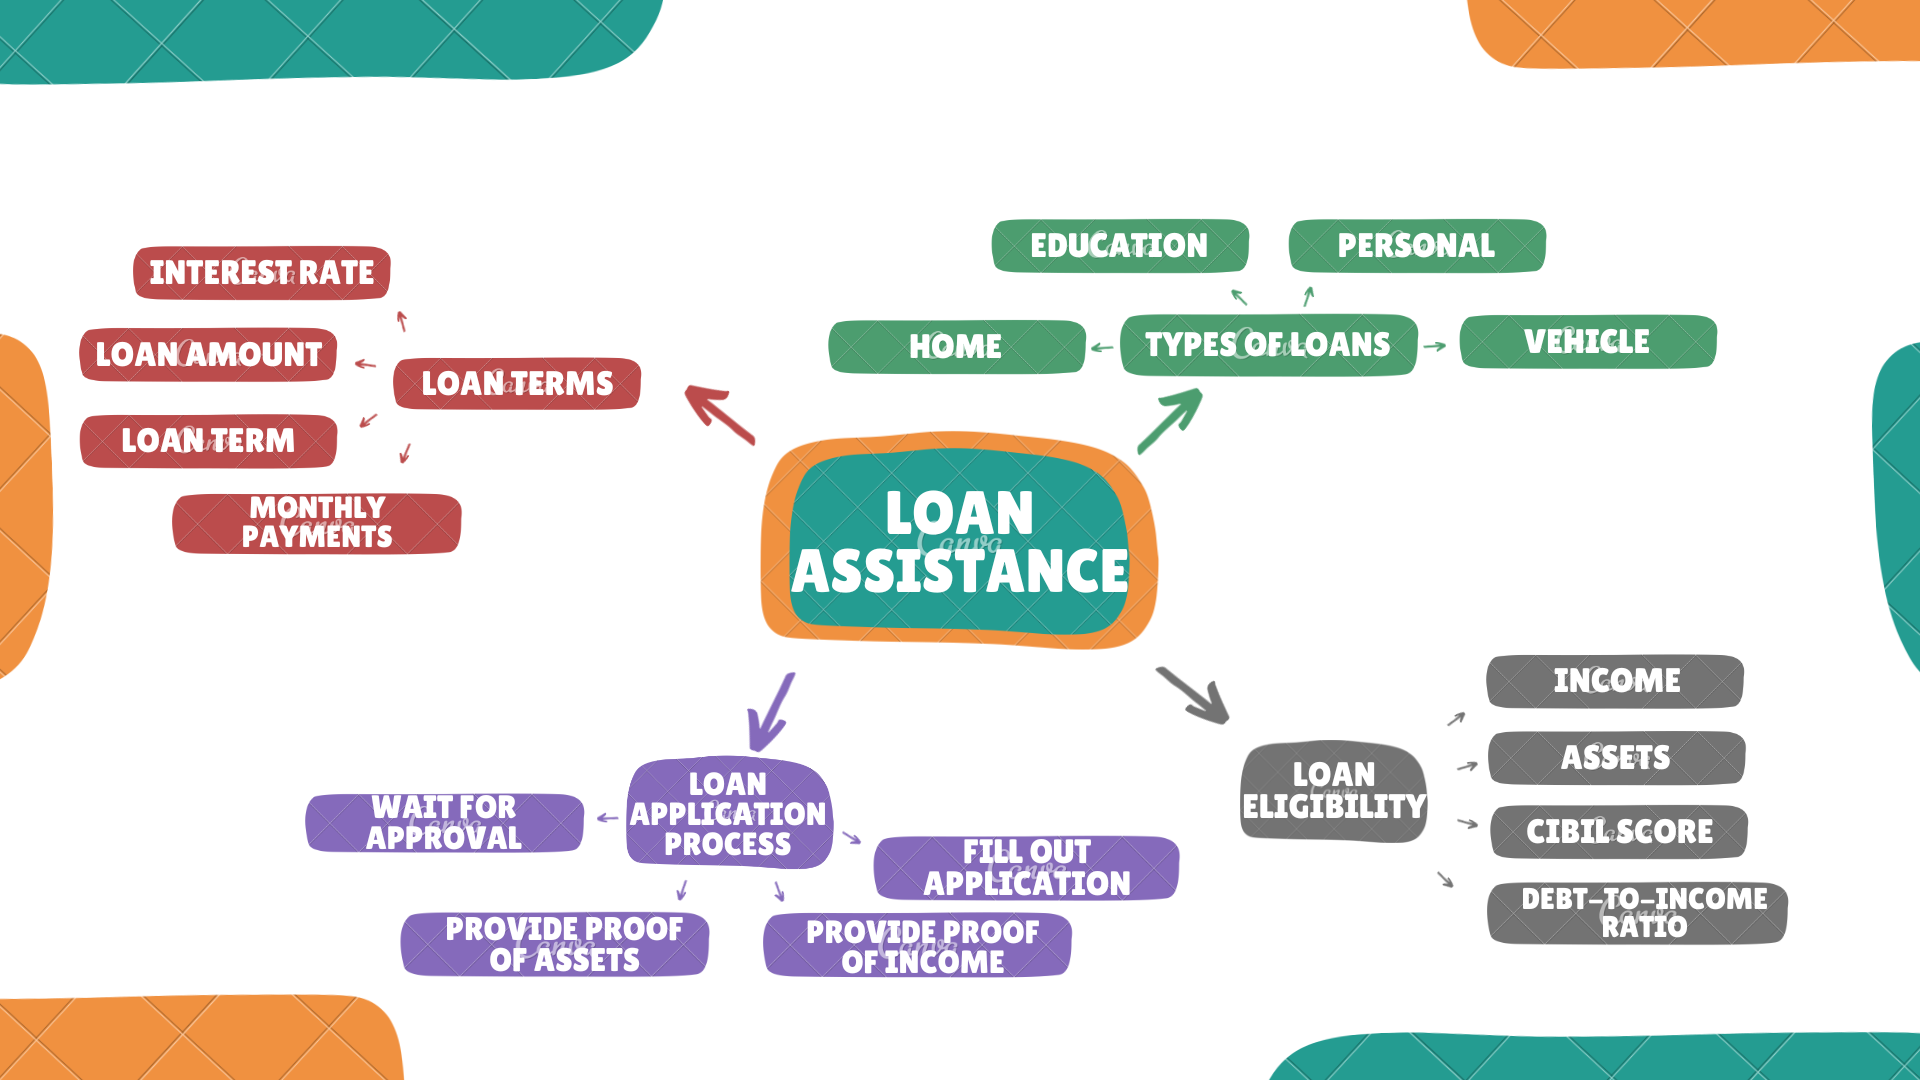 INTEREST RATE
LOAN AMOUNT
LOAN TERMS
LOAN TERM
MONTHLY
PAYMENTS
EDUCATION
PERSONAL
HOME
TYPES OF LOANS
VEHICLE
LOAN
ASSISTANCE
Canva
WAIT FOR
APPROVAL
LOAN
APPLICATION
PROCESS
FILL OUT
APPLICATION
PROVIDE PROOF
OF ASSETS
PROVIDE PROOF
OF INCOME
LOAN
ELIGIBILITY
INCOME
ASSETS
CIBIL SCORE
DEBT-TO-INCOME
RATIO